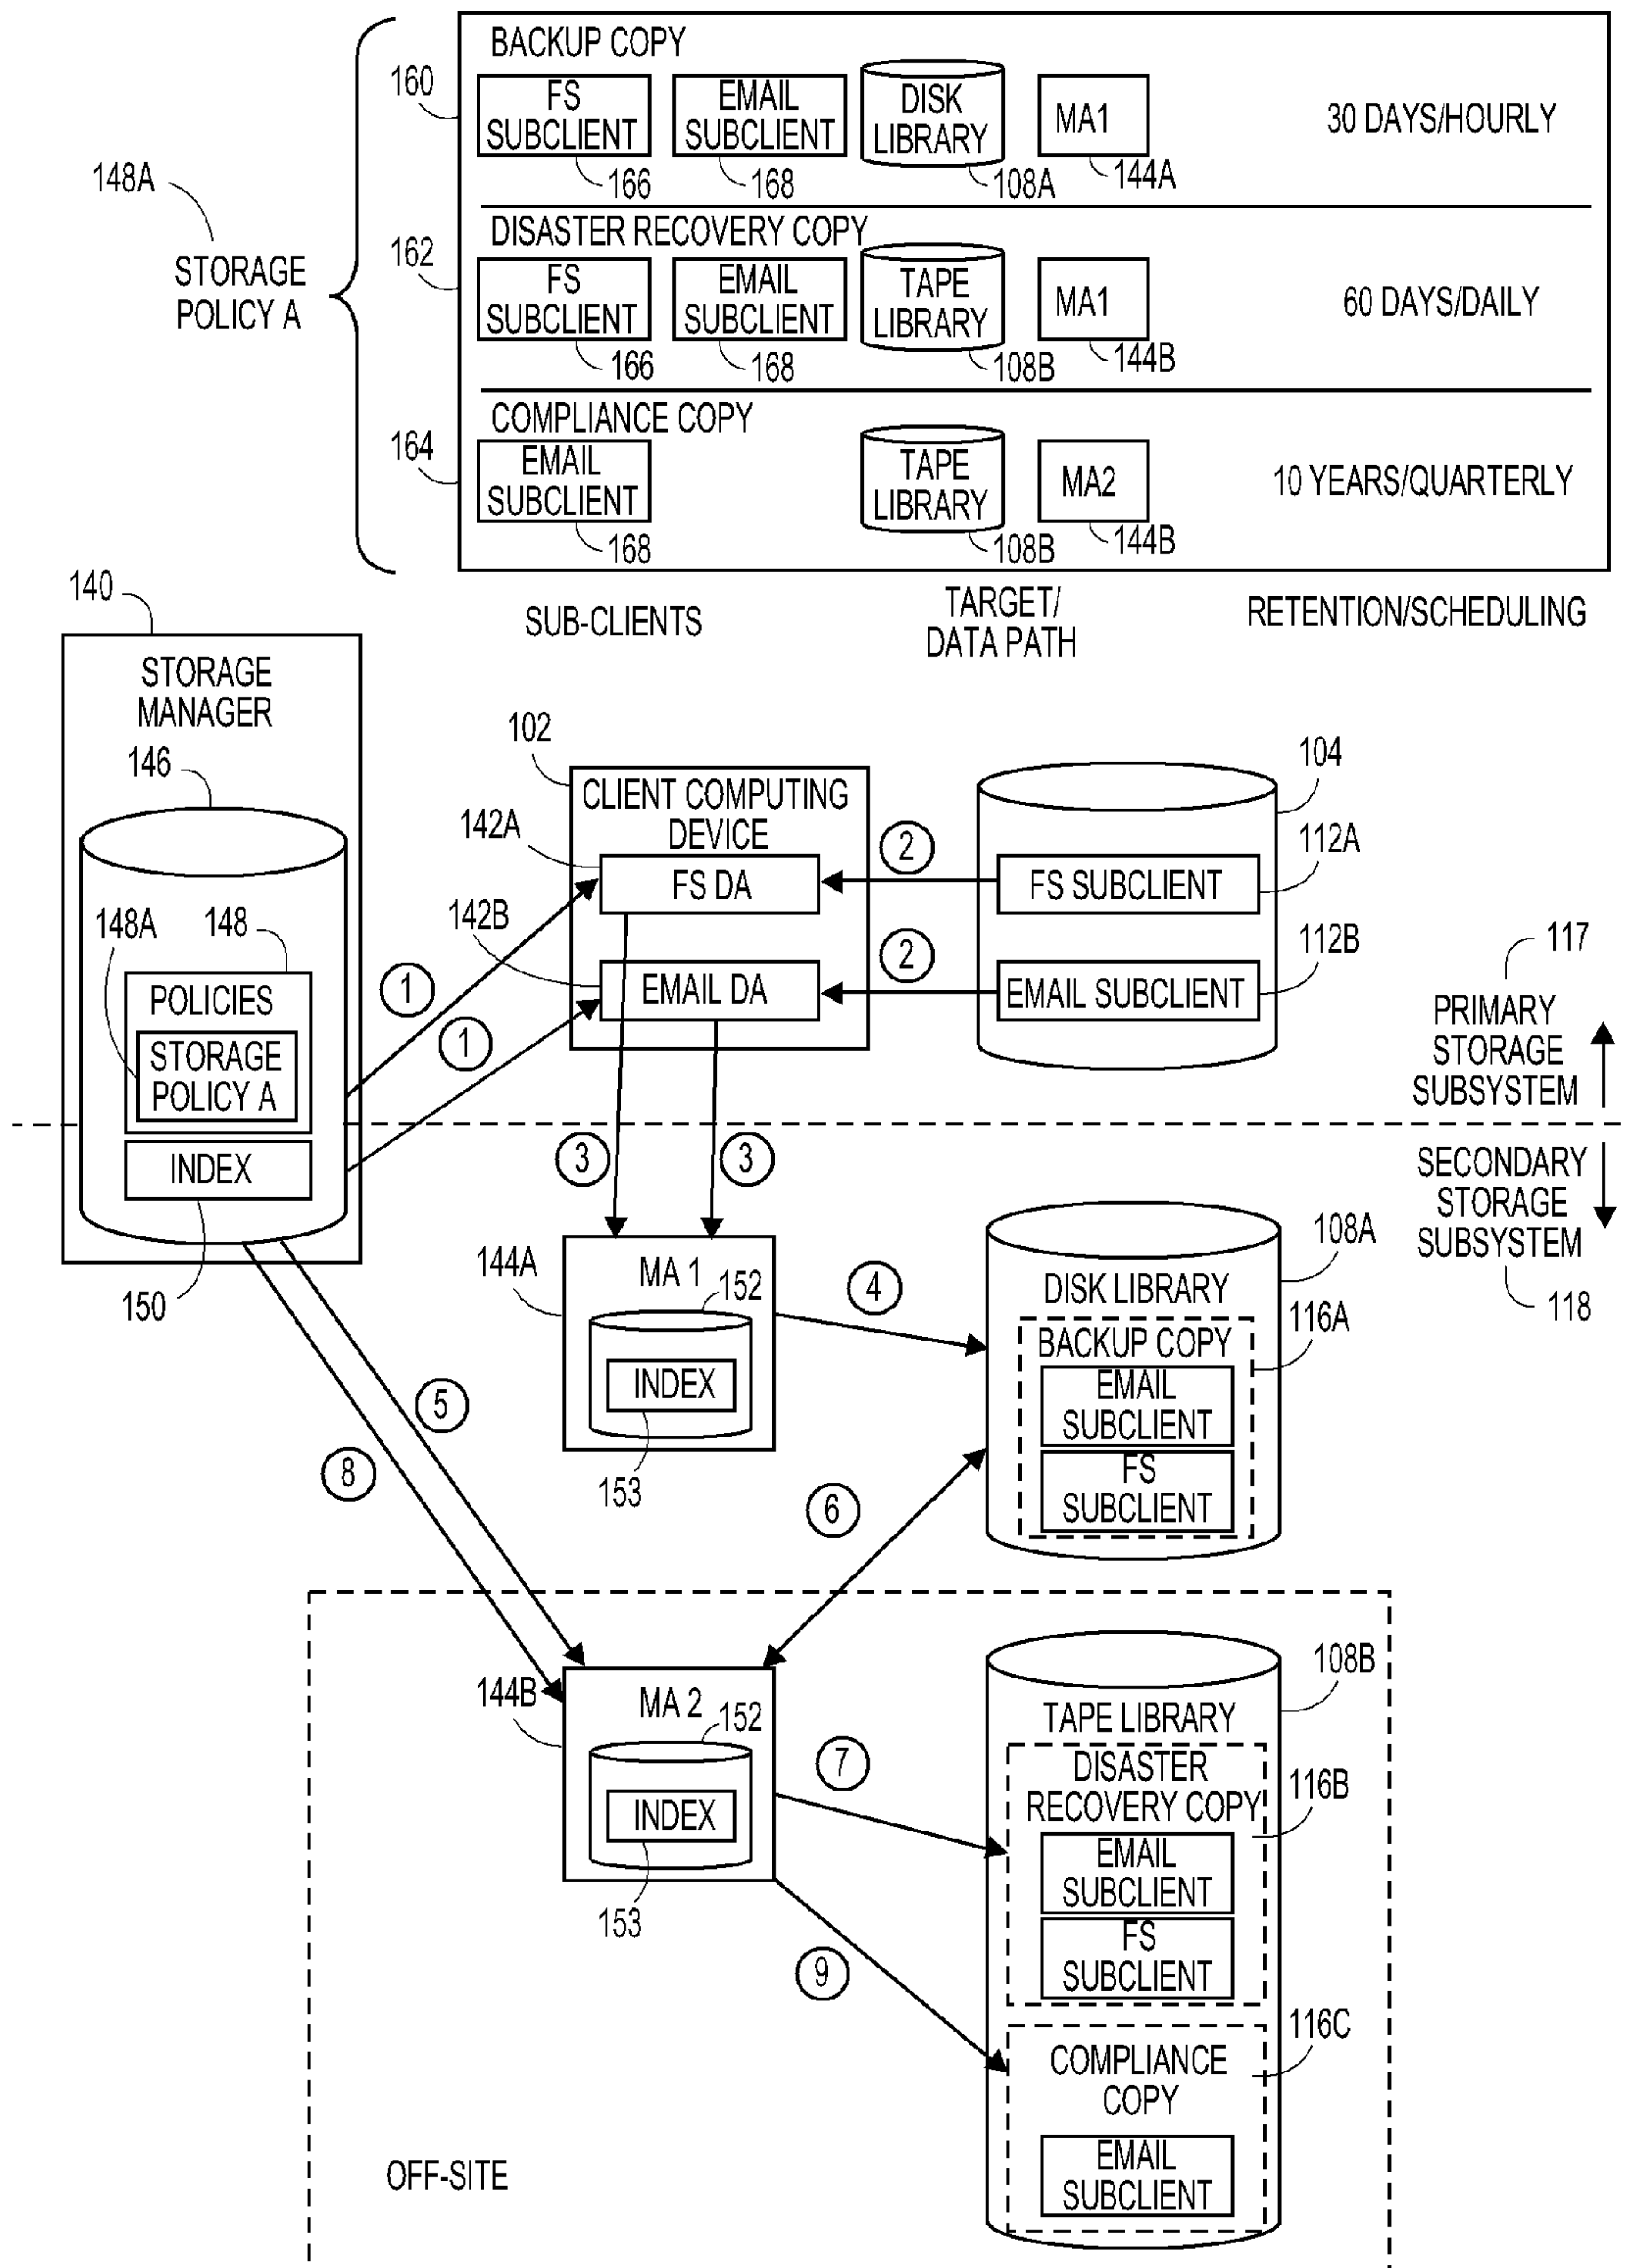 BACKUP COPY
160
FS
SUBCLIENT
166
EMAIL
SUBCLIENT
168
DISK
LIBRARY
108A
MA1
144A
30 DAYS/HOURLY
148A
STORAGE
POLICY A
DISASTER RECOVERY COPY
162
FS
SUBCLIENT
166
EMAIL
SUBCLIENT
168
TAPE
LIBRARY
108B
MA1
144B
60 DAYS/DAILY
COMPLIANCE COPY
164
EMAIL
SUBCLIENT
168
TAPE
LIBRARY
108B
MA2
144B
10 YEARS/QUARTERLY
SUB-CLIENTS
TARGET/
DATA PATH
RETENTION/SCHEDULING
140
STORAGE
MANAGER
146
148A
148
POLICIES
STORAGE
POLICY A
INDEX
150
1
1
102
CLIENT COMPUTING
DEVICE
142A
FS DA
142B
EMAIL DA
2
2
104
112A
FS SUBCLIENT
112B
EMAIL SUBCLIENT
117
PRIMARY
STORAGE
SUBSYSTEM
SECONDARY
STORAGE
SUBSYSTEM
118
3
3
144A
MA 1
152
INDEX
153
4
108A
DISK LIBRARY
116A
BACKUP COPY
EMAIL
SUBCLIENT
FS
SUBCLIENT
5
8
6
144B
MA 2
152
INDEX
153
7
9
108B
TAPE LIBRARY
DISASTER
RECOVERY COPY
116B
EMAIL
SUBCLIENT
FS
SUBCLIENT
116C
COMPLIANCE
COPY
EMAIL
SUBCLIENT
OFF-SITE